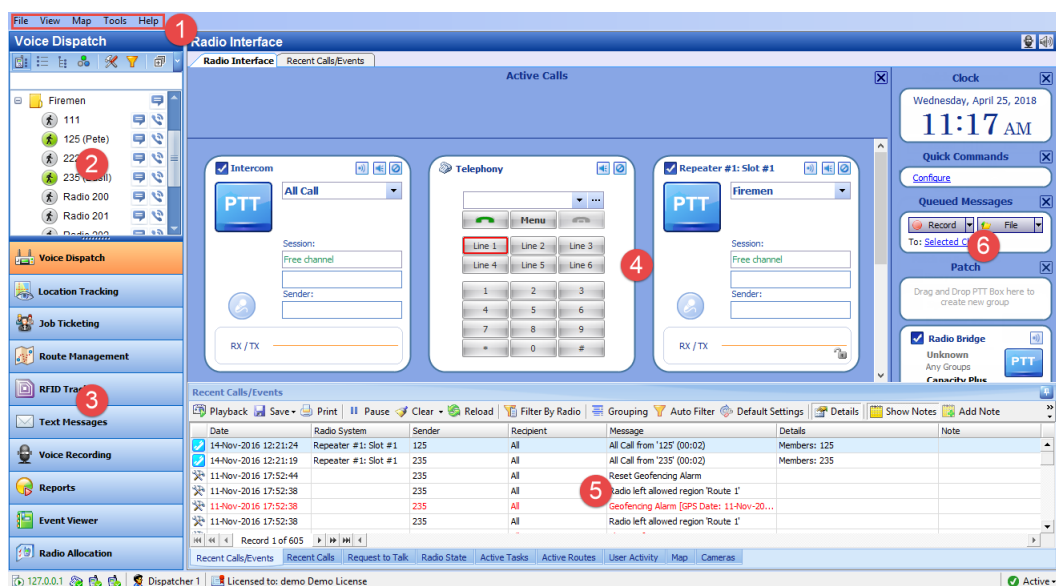 File View Map Tools Help
1
Voice Dispatch
Radio Interface
Radio Interface Recent Calls/Events
Firemen
111
125 (Pete)
2
Radio 200
Radio 201
Voice Dispatch
Location Tracking
Job Ticketing
Route Management
RFID
3
Text Messages
Voice Recording
Reports
Event Viewer
Radio Allocation
Active Calls
Intercom
PTT
All Call
Session:
Free channel
Sender:
RX / TX
Telephony
...
Menu
Line 1 Line 2 Line 3
Line 4 Line 5 Line 6
1 2 3
4 5 6
7 8 9
* 0 #
4
Repeater #1: Slot #1
PTT
Firemen
Session:
Free channel
Sender:
RX / TX
Clock
Wednesday, April 25, 2018
11:17 AM
Quick Commands
Configure
Queued Messages
Record File
To: Selected
6
Patch
Drag and Drop PTT Box here to
create new group
Radio Bridge
Unknown
Any Groups
Capacity Plus
PTT
Recent Calls/Events
Playback Save Print Pause Clear Reload Filter By Radio Grouping Auto Filter Default Settings Details Show Notes Add Note
Date Radio System Sender Recipient Message Details Note
14-Nov-2016 12:21:24 Repeater #1: Slot #1 125 All All Call from '125' (00:02) Members: 125
14-Nov-2016 12:21:19 Repeater #1: Slot #1 235 All All Call from '235' (00:02) Members: 235
11-Nov-2016 17:52:44 235 All Reset Geofencing Alarm
11-Nov-2016 17:52:38 235 All Radio left allowed region 'Route 1'
5
11-Nov-2016 17:52:38 235 All Geofencing Alarm [GPS Date: 11-Nov-20...
11-Nov-2016 17:52:38 235 All Radio left allowed region 'Route 1'
Record 1 of 605
Recent Calls/Events Recent Calls Request to Talk Radio State Active Tasks Active Routes User Activity Map Cameras
127.0.0.1 Dispatcher 1 Licensed to: demo Demo License Active